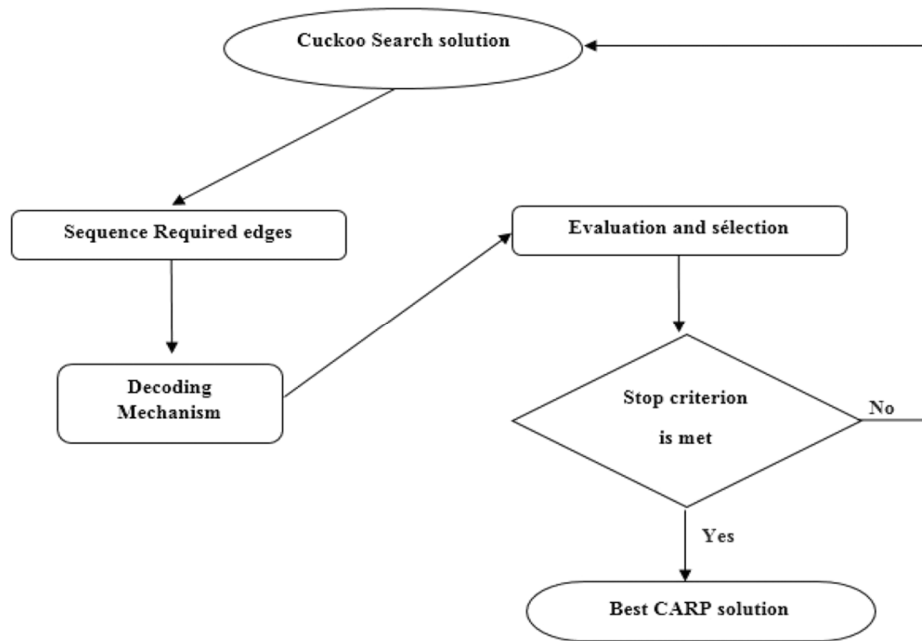 Cuckoo Search solution
Sequence Required edges
Decoding
Mechanism
Evaluation and sélection
Stop criterion
is met
No
Yes
Best CARP solution